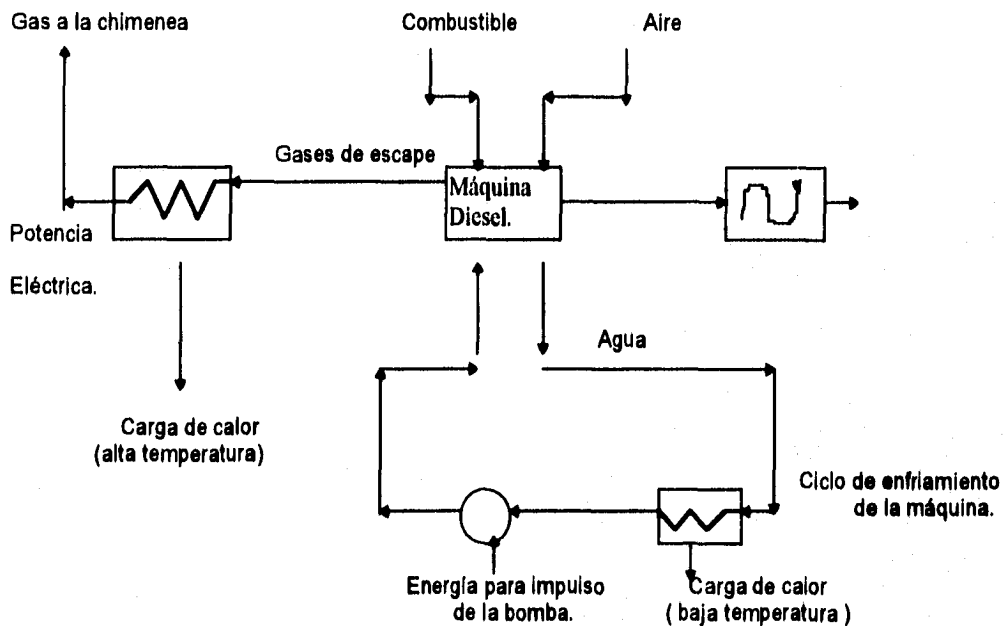 Gas a la chimenea
Combustible
Aire
Gases de escape
Máquina
Diesel.
Potencia
Eléctrica.
Agua
Carga de calor
(alta temperatura)
Ciclo de enfriamiento
de la máquina.
Energía para impulso
de la bomba.
Carga de calor
( baja temperatura )